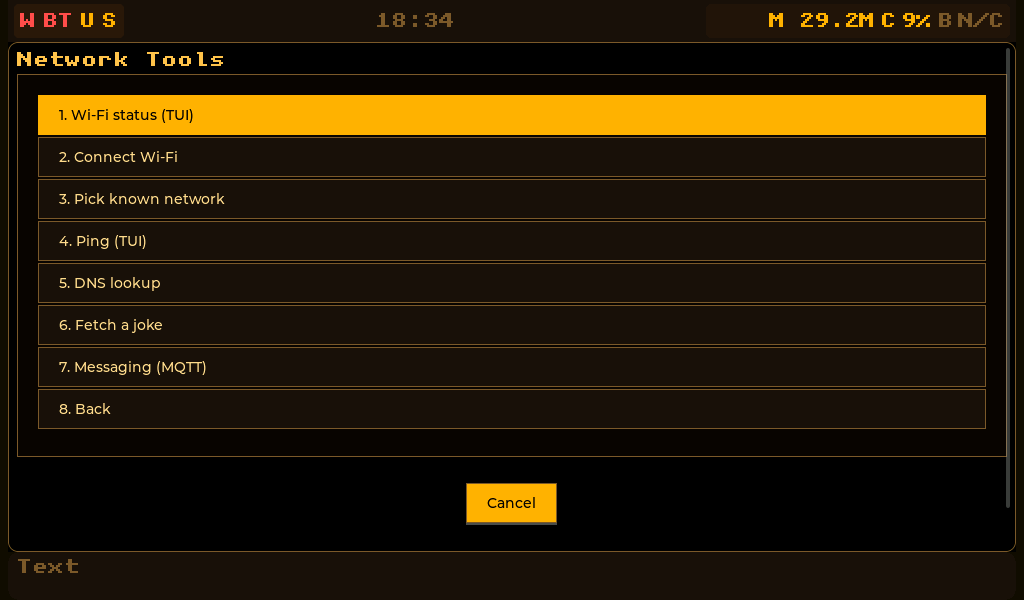 W BT U S 18:34 M 29.2M C 9% B N/C
Network Tools
1. Wi-Fi status (TUI)
2. Connect Wi-Fi
3. Pick known network
4. Ping (TUI)
5. DNS lookup
6. Fetch a joke
7. Messaging (MQTT)
8. Back
Cancel
Text